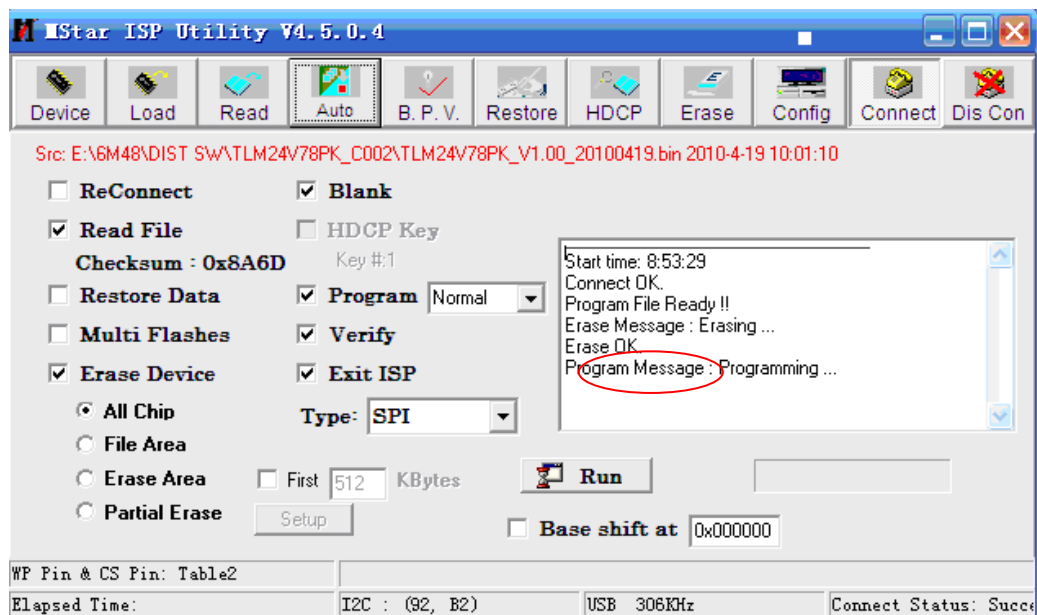 MStar ISP Utility V4.5.0.4
Device Load Read Auto B. P. V. Restore HDCP Erase Config Connect Dis Con
Src: E:\6M48\DIST SW\TLM24V78PK_C002\TLM24V78PK_V1.00_20100419.bin 2010-4-19 10:01:10
ReConnect Blank
Read File HDCP Key
Checksum : 0x8A6D Key #:1
Restore Data Program Normal
Multi Flashes Verify
Erase Device Exit ISP
All Chip Type: SPI
File Area
Erase Area First 512 KBytes
Partial Erase Setup
Start time: 8:53:29
Connect OK.
Program File Ready !!
Erase Message : Erasing ...
Erase OK.
Program Message : Programming ...
Run
Base shift at 0x000000
WP Pin & CS Pin: Table2
Elapsed Time: I2C : (92, B2) USB 306KHz Connect Status: Succe